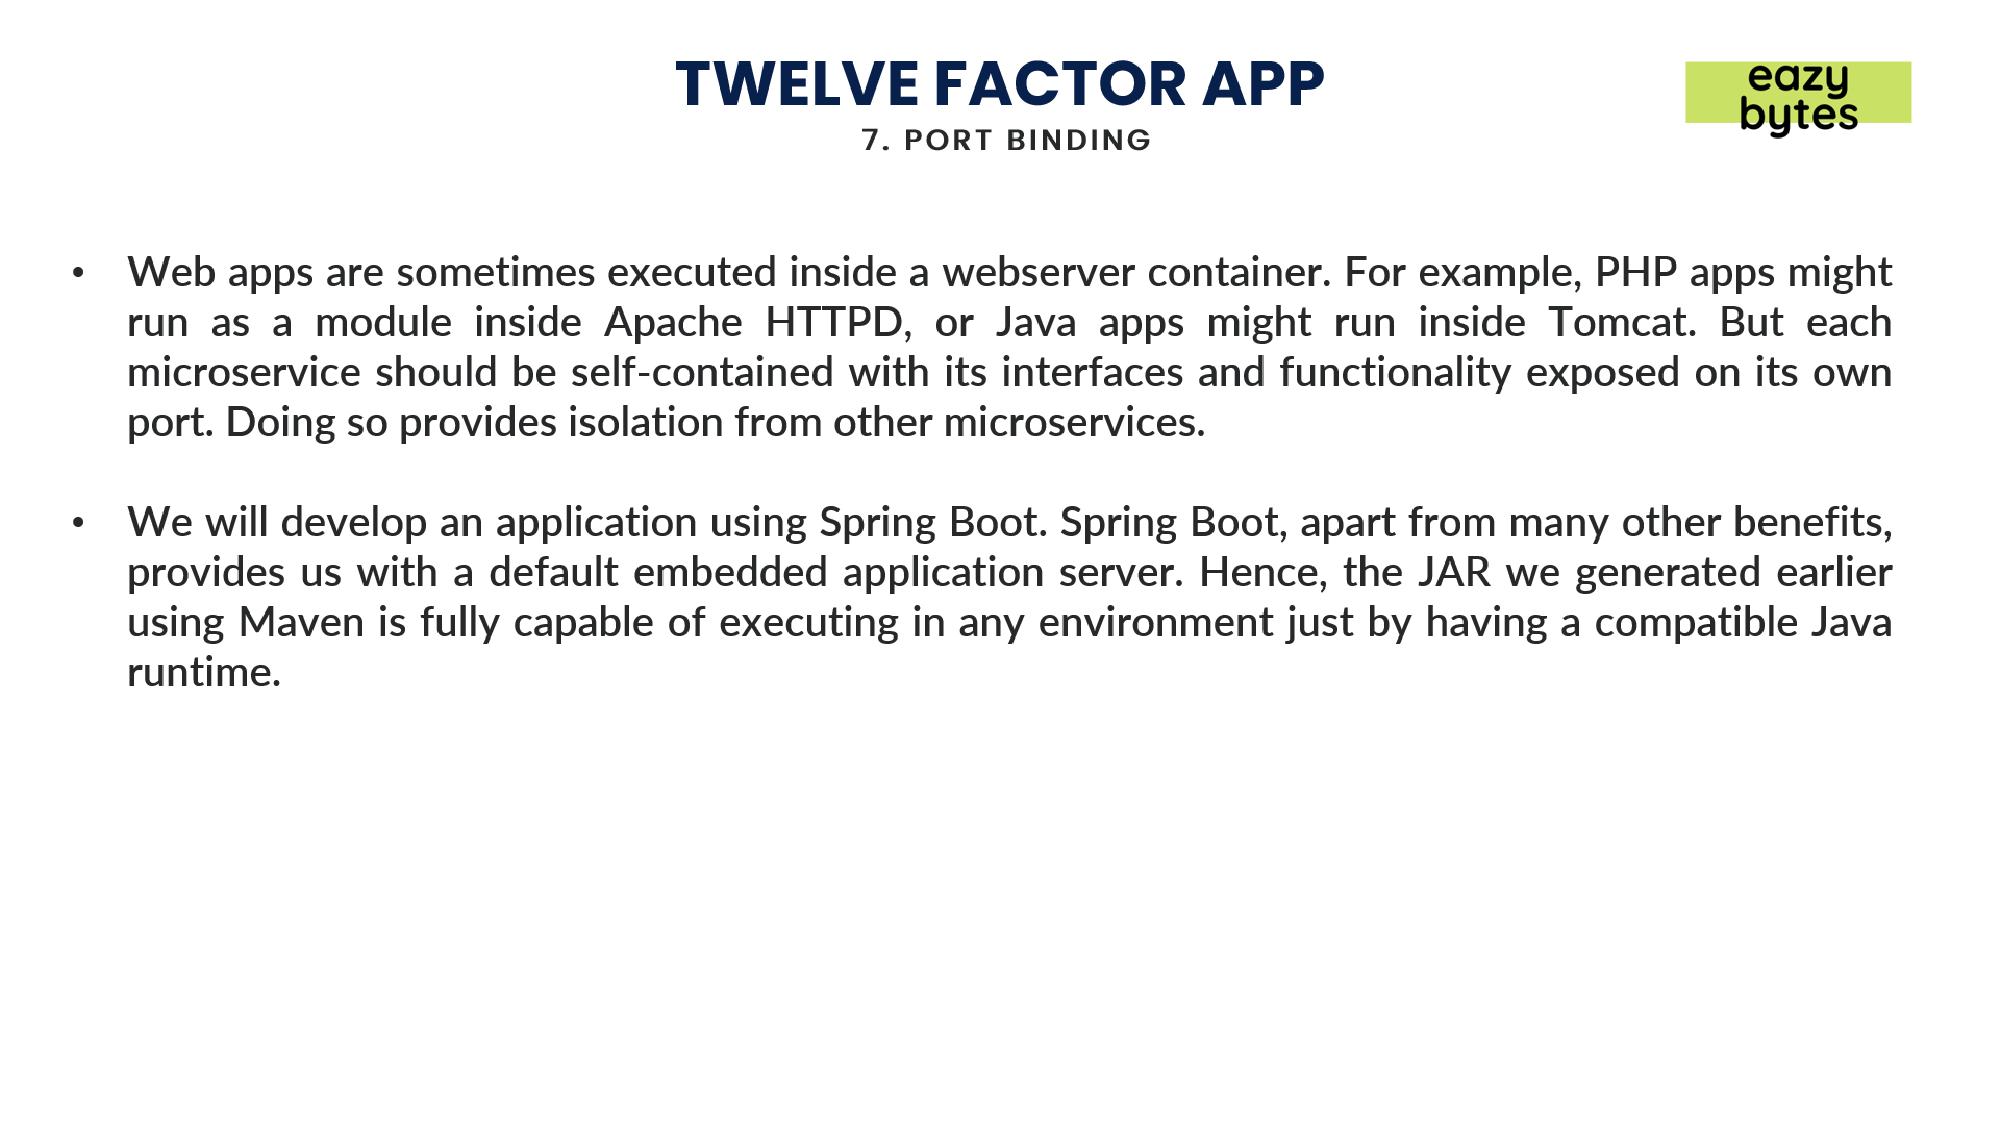 TWELVE FACTOR APP
7. PORT BINDING
eazy
bytes
• Web apps are sometimes executed inside a webserver container. For example, PHP apps might
run as a module inside Apache HTTPD, or Java apps might run inside Tomcat. But each
microservice should be self-contained with its interfaces and functionality exposed on its own
port. Doing so provides isolation from other microservices.
• We will develop an application using Spring Boot. Spring Boot, apart from many other benefits,
provides us with a default embedded application server. Hence, the JAR we generated earlier
using Maven is fully capable of executing in any environment just by having a compatible Java
runtime.